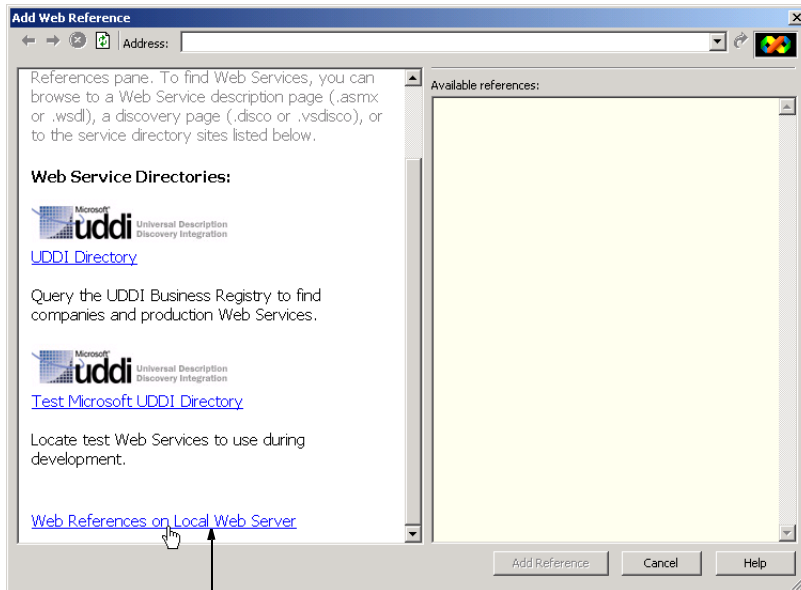 Add Web Reference
Address:
References pane. To find Web Services, you can
browse to a Web Service description page (.asmx
or .wsdl), a discovery page (.disco or .vsdisco), or
to the service directory sites listed below.
Web Service Directories:
Microsoft
uddi Universal Description
Discovery Integration
UDDI Directory
Query the UDDI Business Registry to find
companies and production Web Services.
Microsoft
uddi Universal Description
Discovery Integration
Test Microsoft UDDI Directory
Locate test Web Services to use during
development.
Web References on Local Web Server
Available references:
Add Reference
Cancel
Help